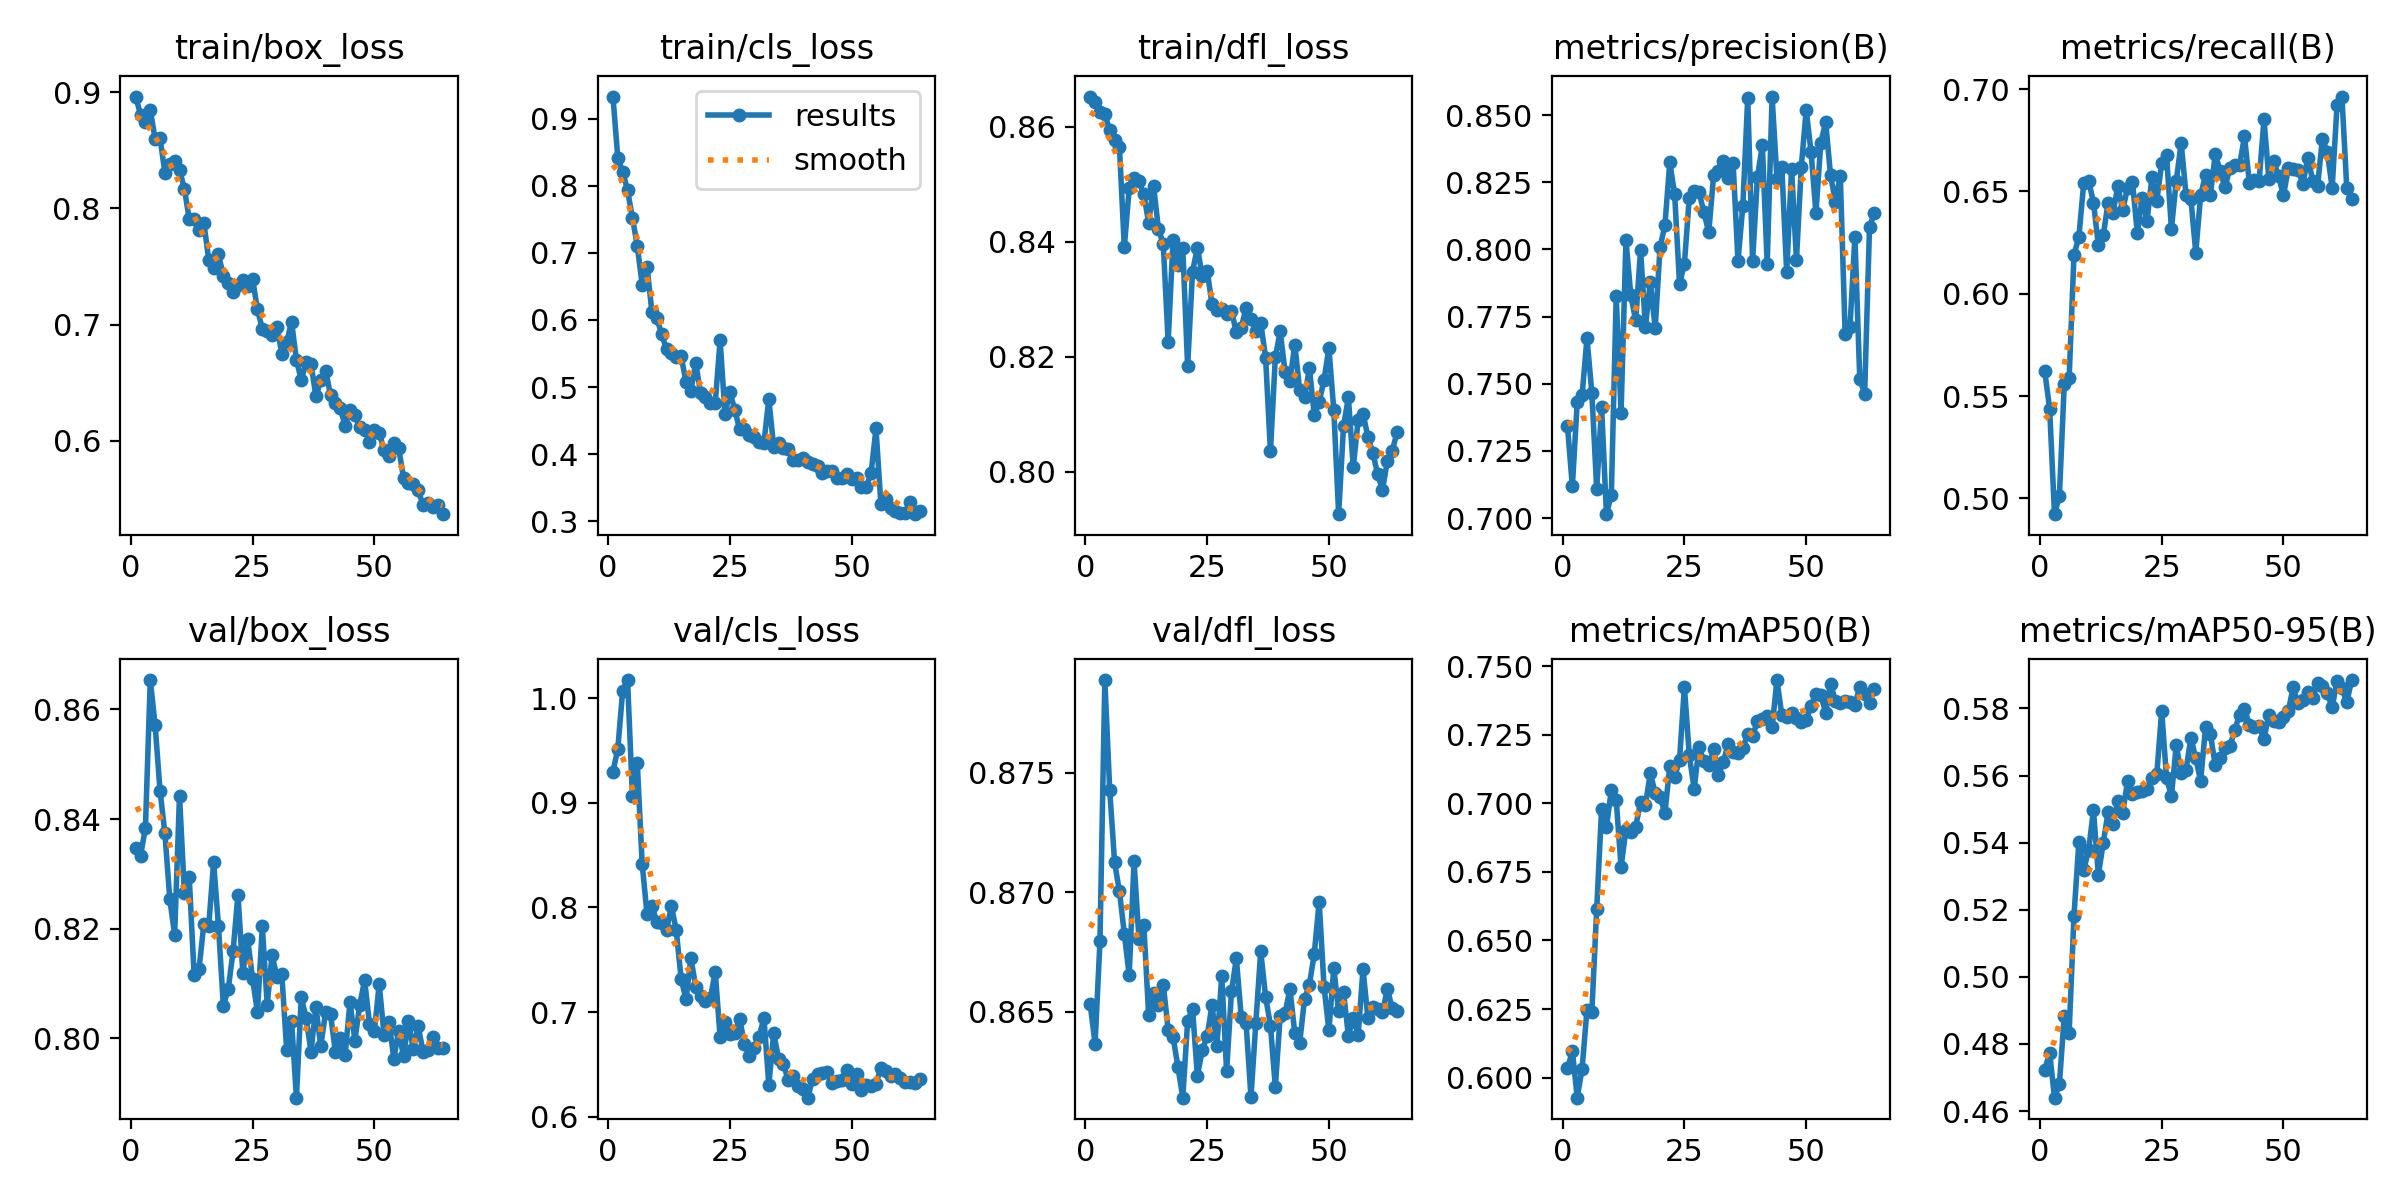 train/box_loss
0.9
0.8
0.7
0.6
0 25 50
train/cls_loss
results
smooth
0.9
0.8
0.7
0.6
0.5
0.4
0.3
0 25 50
train/dfl_loss
0.86
0.84
0.82
0.80
0 25 50
metrics/precision(B)
0.850
0.825
0.800
0.775
0.750
0.725
0.700
0 25 50
metrics/recall(B)
0.70
0.65
0.60
0.55
0.50
0 25 50
val/box_loss
0.86
0.84
0.82
0.80
0 25 50
val/cls_loss
1.0
0.9
0.8
0.7
0.6
0 25 50
val/dfl_loss
0.875
0.870
0.865
0 25 50
metrics/mAP50(B)
0.750
0.725
0.700
0.675
0.650
0.625
0.600
0 25 50
metrics/mAP50-95(B)
0.58
0.56
0.54
0.52
0.50
0.48
0.46
0 25 50